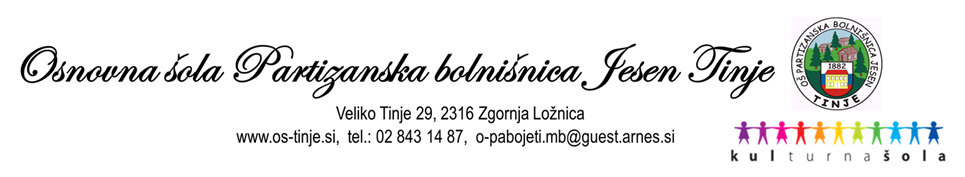 Osnovna šola Partizanska bolnišnica Jesen Tinje
OŠ PARTIZANSKA BOLNIŠNICA JESEN
1882
TINJE
Veliko Tinje 29, 2316 Zgornja Ložnica
www.os-tinje.si, tel.: 02 843 14 87, o-pabojeti.mb@guest.arnes.si
kulturnašola